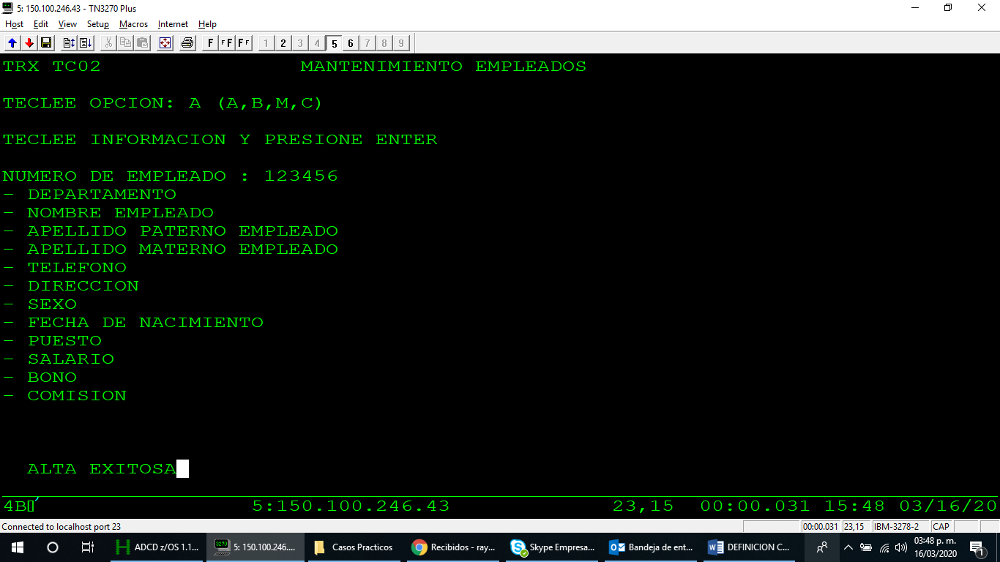 5: 150.100.246.43 - TN3270 Plus
Host Edit View Setup Macros Internet Help
F FF FF 1 2 3 4 5 6 7 8 9
TRX TC02 MANTENIMIENTO EMPLEADOS
TECLEE OPCION: A (A,B,M,C)
TECLEE INFORMACION Y PRESIONE ENTER
NUMERO DE EMPLEADO : 123456
- DEPARTAMENTO
- NOMBRE EMPLEADO
- APELLIDO PATERNO EMPLEADO
- APELLIDO MATERNO EMPLEADO
- TELEFONO
- DIRECCION
- SEXO
- FECHA DE NACIMIENTO
- PUESTO
- SALARIO
- BONO
- COMISION
ALTA EXITOSA
4B 5:150.100.246.43 23,15 00:00.031 15:48 03/16/20
Connected to localhost port 23 00:00.031 23,15 IBM-3278-2 CAP
ADCD z/OS 1.1... 5: 150.100.246.... Casos Practicos Recibidos - ray... Skype Empresa... Bandeja de ent... DEFINICION C... 03:48 p. m.
16/03/2020 1